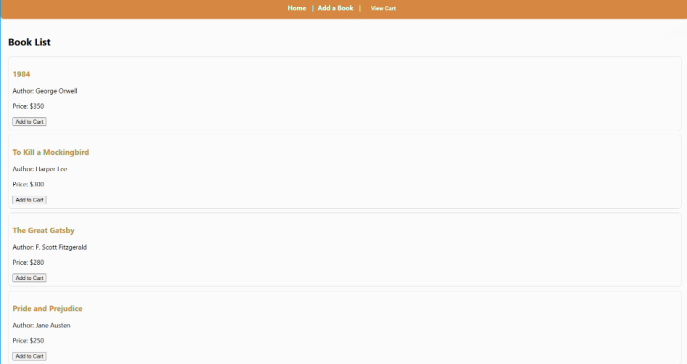 Home | Add a Book | View Cart
Book List
1984
Author: George Orwell
Price: $350
Add to Cart
To Kill a Mockingbird
Author: Harper Lee
Price: $300
Add to Cart
The Great Gatsby
Author: F. Scott Fitzgerald
Price: $280
Add to Cart
Pride and Prejudice
Author: Jane Austen
Price: $250
Add to Cart